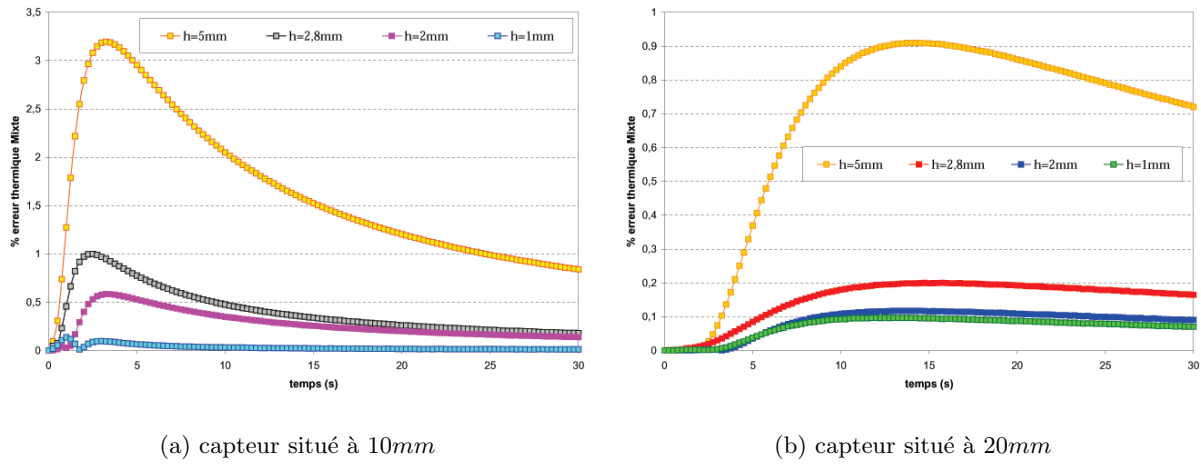 3,5
3
2,5
2
1,5
1
0,5
0
% erreur thermique Mixte
h=5mm h=2,8mm h=2mm h=1mm
0 5 10 15 20 25 30
temps (s)
(a) capteur situé à 10mm
1
0,9
0,8
0,7
0,6
0,5
0,4
0,3
0,2
0,1
0
% erreur thermique Mixte
h=5mm h=2,8mm h=2mm h=1mm
0 5 10 15 20 25 30
temps (s)
(b) capteur situé à 20mm